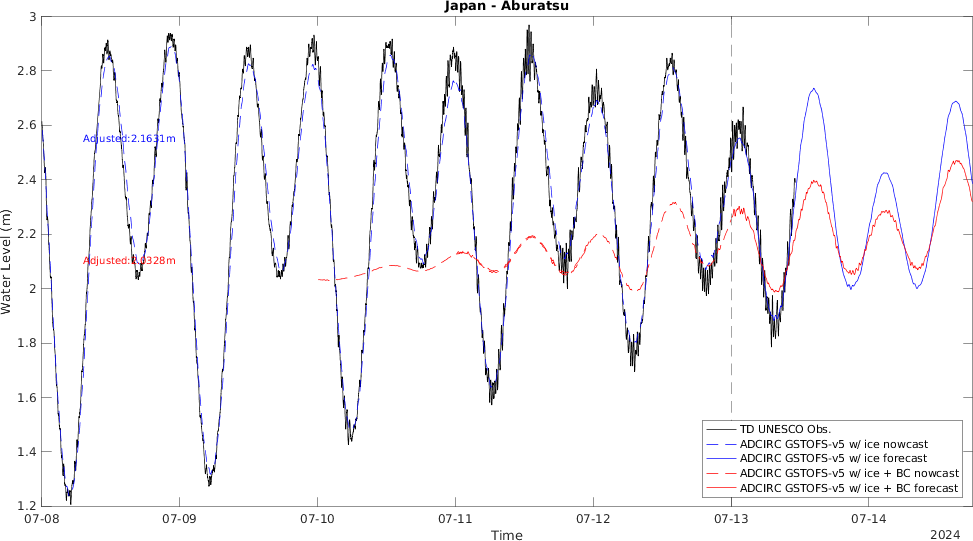 Japan - Aburatsu
3
2.8
2.6
2.4
2.2
2
1.8
1.6
1.4
1.2
Water Level (m)
Adjusted:2.1631m
07-08
07-09
07-10
07-11
07-12
07-13
07-14
Time
2024
TD UNESCO Obs.
ADCIRC GSTOFS-v5 w/ ice nowcast
ADCIRC GSTOFS-v5 w/ ice forecast
ADCIRC GSTOFS-v5 w/ ice + BC nowcast
ADCIRC GSTOFS-v5 w/ ice + BC forecast